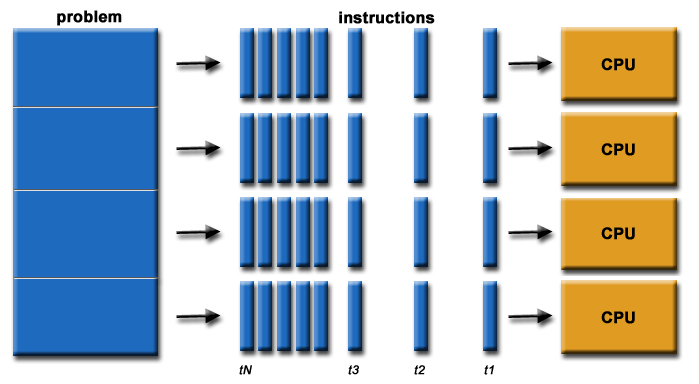 problem
instructions
CPU
CPU
CPU
CPU
tN t3 t2 t1